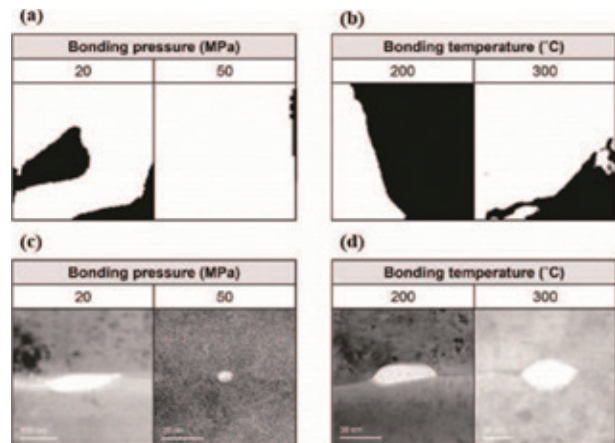 (a)
Bonding pressure (MPa)
20 50
(b)
Bonding temperature (˚C)
200 300
(c)
Bonding pressure (MPa)
20 50
(d)
Bonding temperature (˚C)
200 300